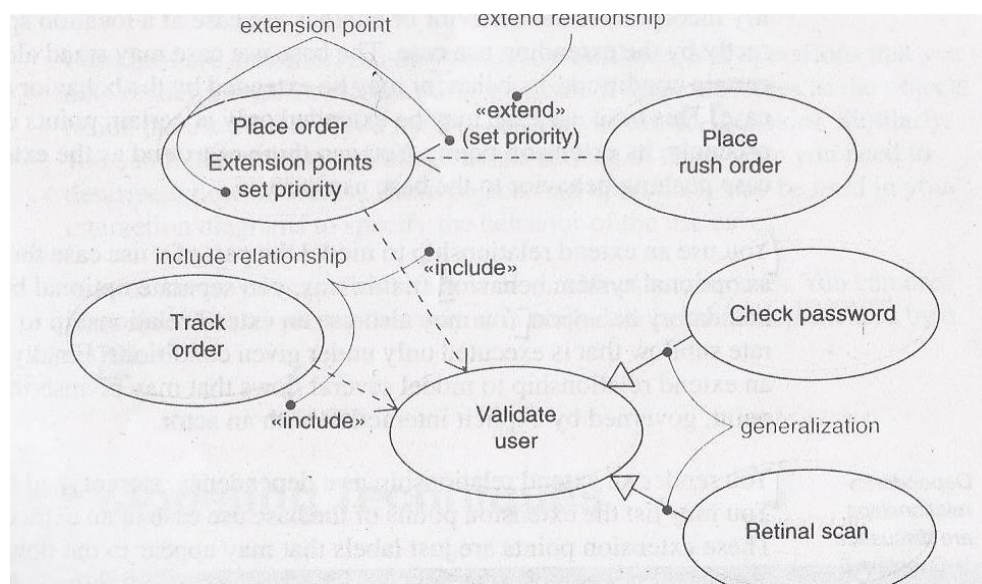 extension point
extend relationship
«extend»
(set priority)
Place order
Extension points
set priority
Place
rush order
include relationship
«include»
Track
order
Check password
«include»
Validate
user
generalization
Retinal scan